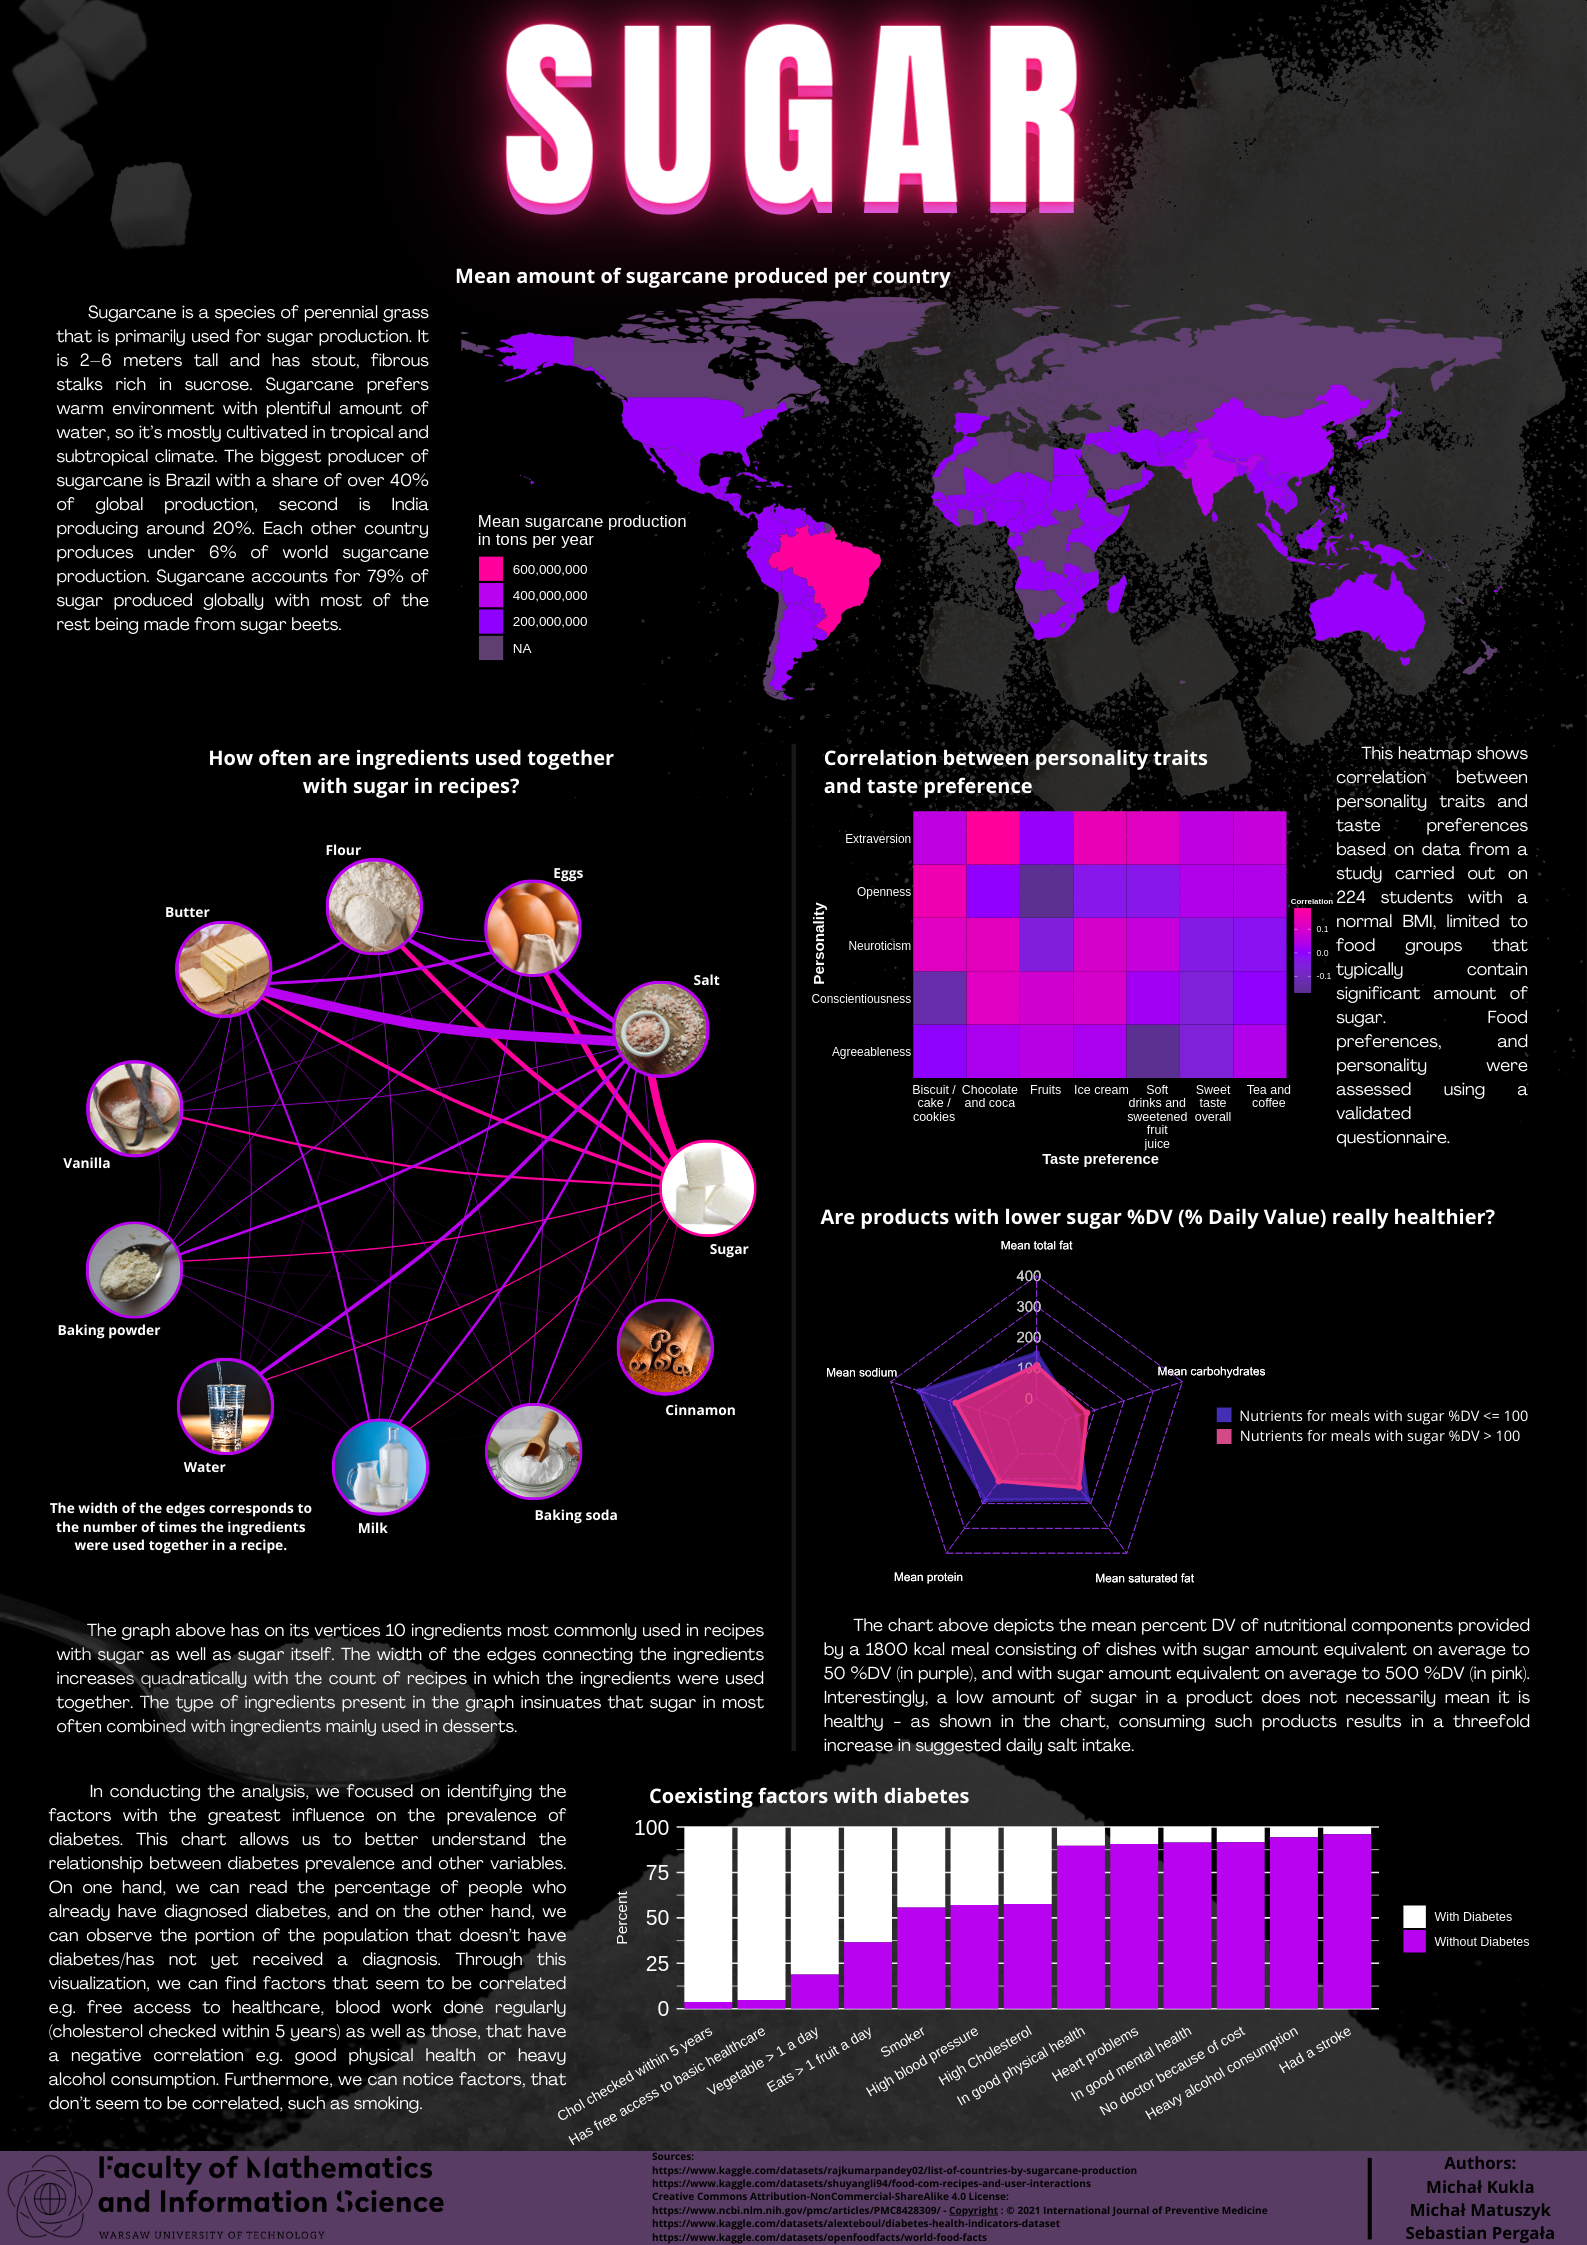 SUGAR
Mean amount of sugarcane produced per country
Sugarcane is a species of perennial grass
that is primarily used for sugar production. It
is 2–6 meters tall and has stout, fibrous
stalks rich in sucrose. Sugarcane prefers
warm environment with plentiful amount of
water, so it's mostly cultivated in tropical and
subtropical climate. The biggest producer of
sugarcane is Brazil with a share of over 40%
of global production, second is India
producing around 20%. Each other country
produces under 6% of world sugarcane
production. Sugarcane accounts for 79% of
sugar produced globally with most of the
rest being made from sugar beets.
Mean sugarcane production
in tons per year
600,000,000
400,000,000
200,000,000
NA
How often are ingredients used together
with sugar in recipes?
Flour
Eggs
Butter
Salt
Vanilla
Sugar
Baking powder
Cinnamon
Water
Baking soda
Milk
The width of the edges corresponds to
the number of times the ingredients
were used together in a recipe.
The graph above has on its vertices 10 ingredients most commonly used in recipes
with sugar as well as sugar itself. The width of the edges connecting the ingredients
increases quadratically with the count of recipes in which the ingredients were used
together. The type of ingredients present in the graph insinuates that sugar in most
often combined with ingredients mainly used in desserts.
Correlation between personality traits
and taste preference
Personality
Extraversion
Openness
Neuroticism
Conscientiousness
Agreeableness
Biscuit /
cake /
cookies
Chocolate
and coca
Fruits
Ice cream
Soft
drinks and
sweetened
fruit
juice
Sweet
taste
overall
Tea and
coffee
Taste preference
Correlation
0.1
0.0
-0.1
This heatmap shows
correlation between
personality traits and
taste preferences
based on data from a
study carried out on
224 students with a
normal BMI, limited to
food groups that
typically contain
significant amount of
sugar. Food
preferences, and
personality were
assessed using a
validated
questionnaire.
Are products with lower sugar %DV (% Daily Value) really healthier?
Mean total fat
400
300
200
100
0
Mean sodium
Mean carbohydrates
Mean protein
Mean saturated fat
Nutrients for meals with sugar %DV <= 100
Nutrients for meals with sugar %DV > 100
The chart above depicts the mean percent DV of nutritional components provided
by a 1800 kcal meal consisting of dishes with sugar amount equivalent on average to
50 %DV (in purple), and with sugar amount equivalent on average to 500 %DV (in pink).
Interestingly, a low amount of sugar in a product does not necessarily mean it is
healthy - as shown in the chart, consuming such products results in a threefold
increase in suggested daily salt intake.
In conducting the analysis, we focused on identifying the
factors with the greatest influence on the prevalence of
diabetes. This chart allows us to better understand the
relationship between diabetes prevalence and other variables.
On one hand, we can read the percentage of people who
already have diagnosed diabetes, and on the other hand, we
can observe the portion of the population that doesn't have
diabetes/has not yet received a diagnosis. Through this
visualization, we can find factors that seem to be correlated
e.g. free access to healthcare, blood work done regularly
(cholesterol checked within 5 years) as well as those, that have
a negative correlation e.g. good physical health or heavy
alcohol consumption. Furthermore, we can notice factors, that
don't seem to be correlated, such as smoking.
Coexisting factors with diabetes
Percent
100
75
50
25
0
Chol checked within 5 years
Has free access to basic healthcare
Vegetable > 1 a day
Eats > 1 fruit a day
Smoker
High blood pressure
High Cholesterol
In good physical health
Heart problems
In good mental health
No doctor because of cost
Heavy alcohol consumption
Had a stroke
With Diabetes
Without Diabetes
Faculty of Mathematics
and Information Science
WARSAW UNIVERSITY OF TECHNOLOGY
Sources:
https://www.kaggle.com/datasets/rajkumarpandey02/list-of-countries-by-sugarcane-production
https://www.kaggle.com/datasets/shuyangli94/food-com-recipes-and-user-interactions
Creative Commons Attribution-NonCommercial-ShareAlike 4.0 License:
https://www.ncbi.nlm.nih.gov/pmc/articles/PMC8428309/ - Copyright : © 2021 International Journal of Preventive Medicine
https://www.kaggle.com/datasets/alexteboul/diabetes-health-indicators-dataset
https://www.kaggle.com/datasets/openfoodfacts/world-food-facts
Authors:
Michał Kukla
Michał Matuszyk
Sebastian Pergała